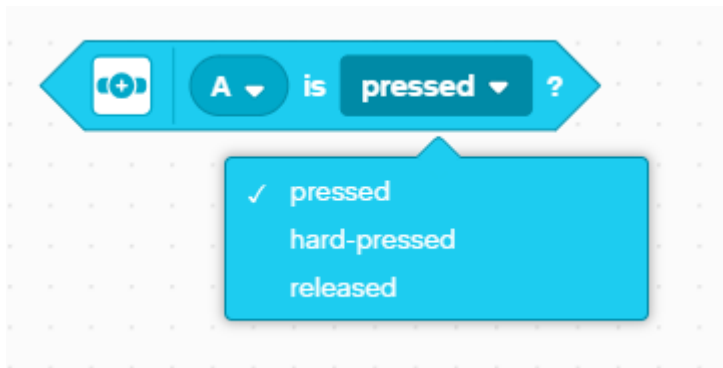 A is pressed ?
✓ pressed
hard-pressed
released